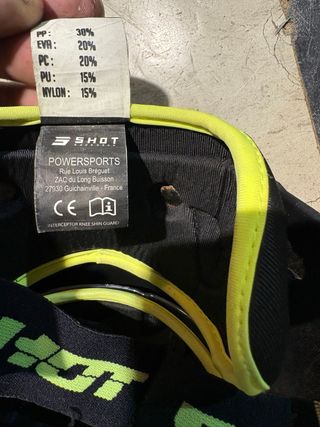 PP: 30%
EVA: 20%
PC: 20%
PU: 15%
NYLON: 15%
SHOT
POWERSPORTS
Rue Louis Bréguet
ZAC du Long Buisson
27930 Guichainville - France
CE
INTERCEPTOR KNEE SHIN GUARD